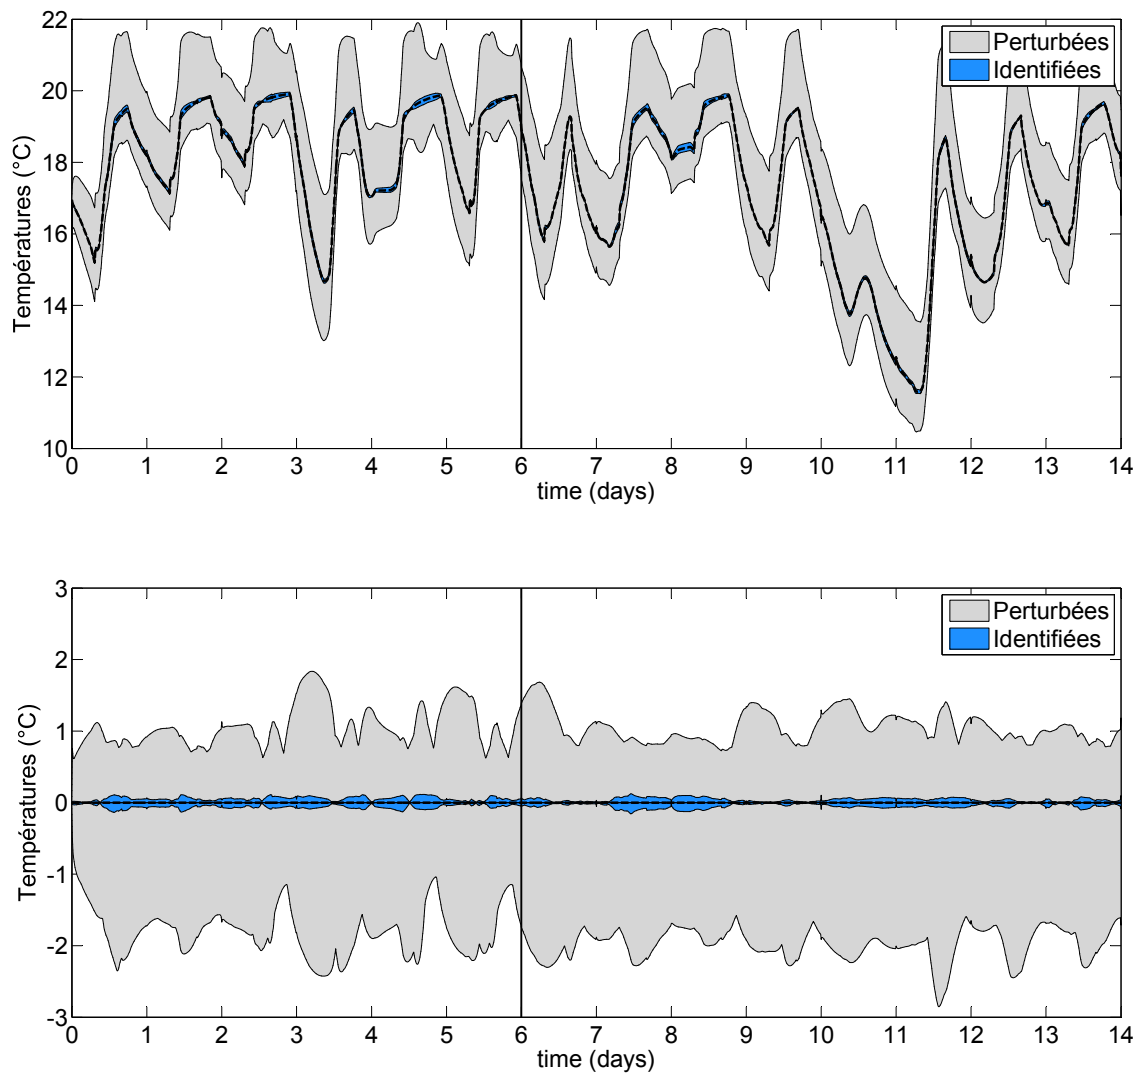 22
20
18
16
14
12
10
Températures (°C)
Perturbées
Identifiées
0 1 2 3 4 5 6 7 8 9 10 11 12 13 14
time (days)
3
2
1
0
-1
-2
-3
Températures (°C)
Perturbées
Identifiées
0 1 2 3 4 5 6 7 8 9 10 11 12 13 14
time (days)